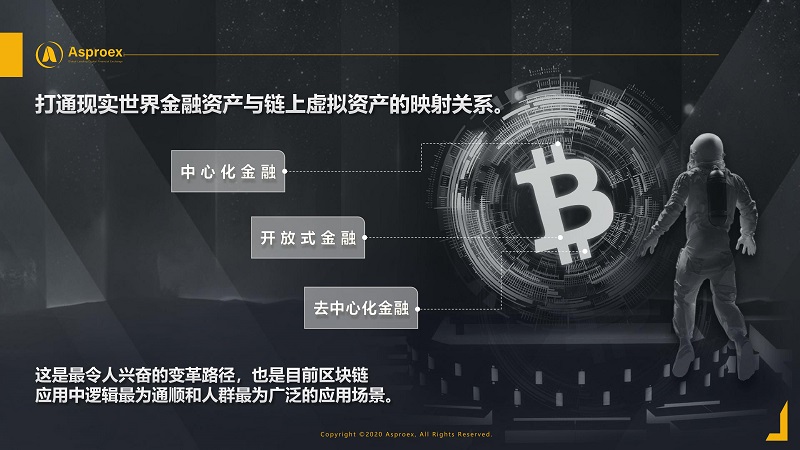 Asproex
打通现实世界金融资产与链上虚拟资产的映射关系。
中心化金融
开放式金融
去中心化金融
这是最令人兴奋的变革路径，也是目前区块链
应用中逻辑最为通顺和人群最为广泛的应用场景。
Copyright ©2020 Asproex, All Rights Reserved.